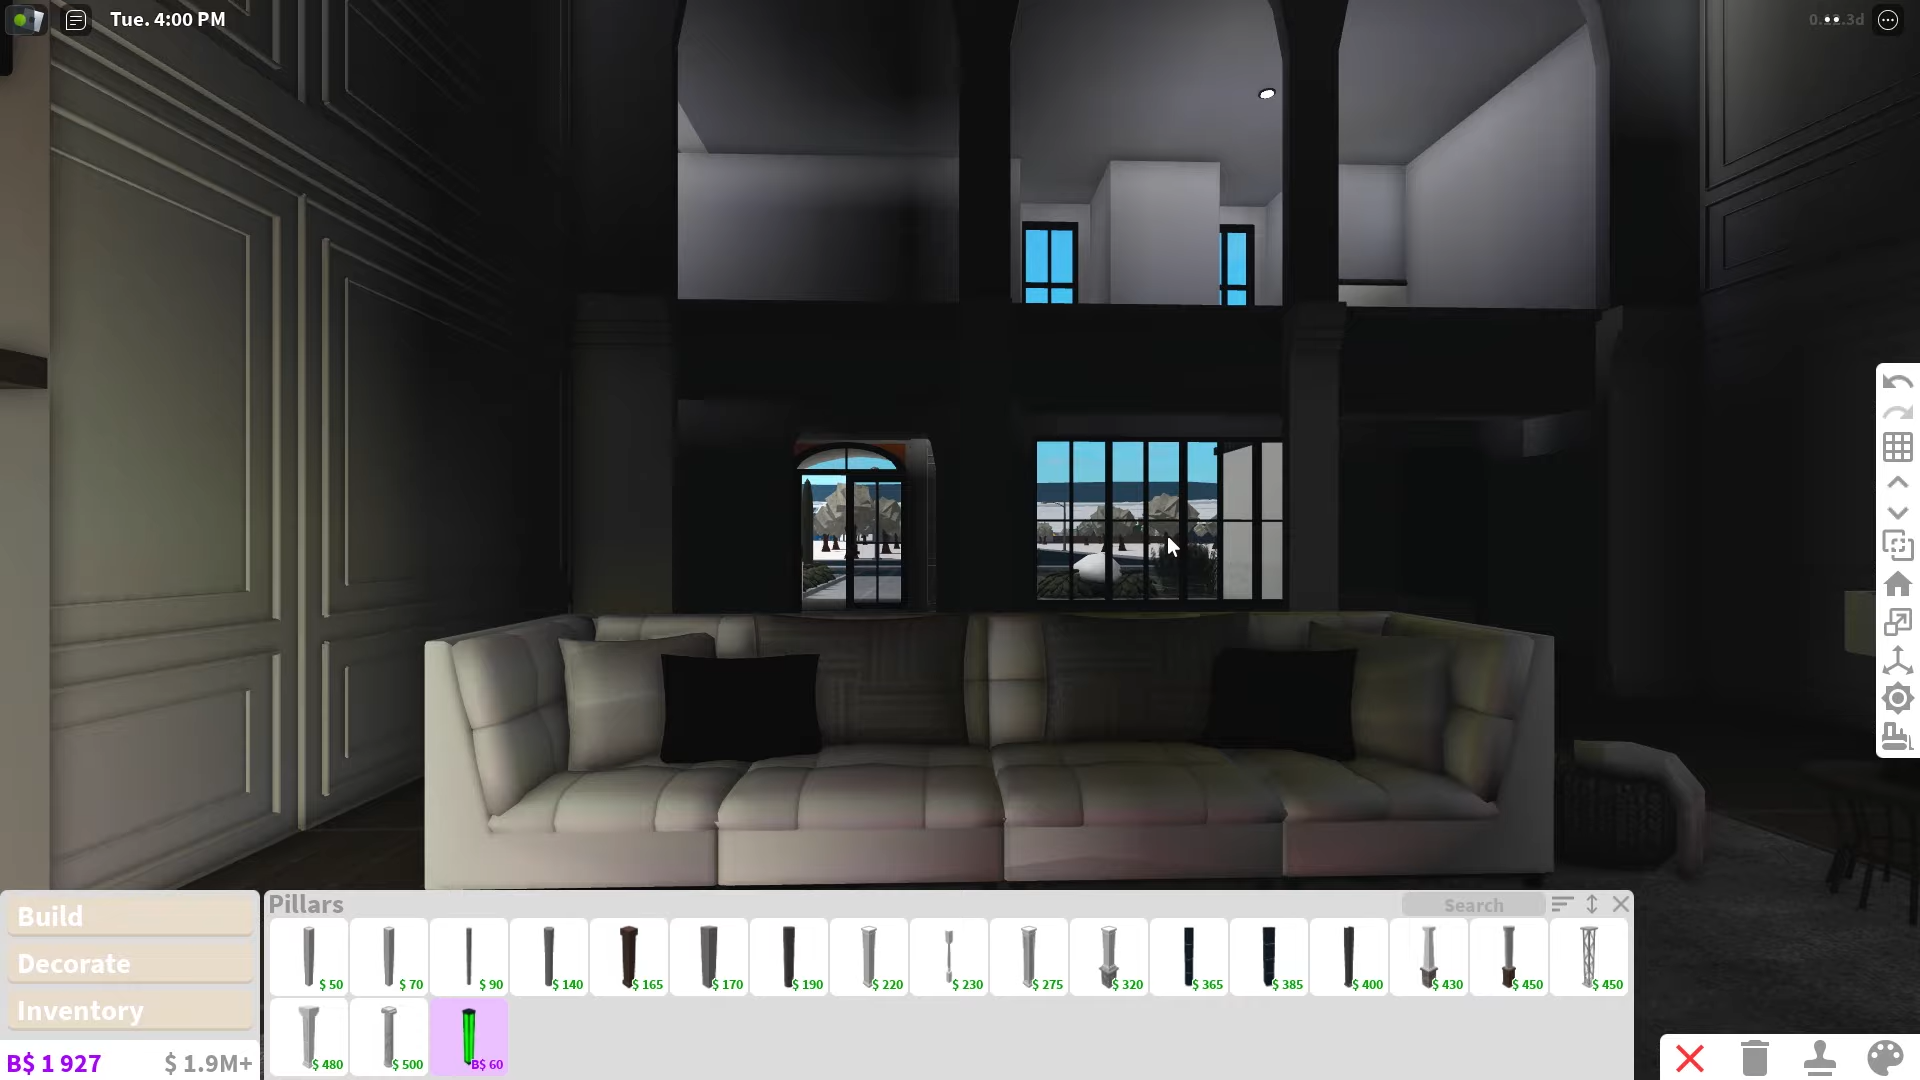 Tue. 4:00 PM
Pillars
Search
Build
Decorate
Inventory
B$ 1 927
$ 1.9M+
$ 50
$ 70
$ 90
$ 140
$ 165
$ 170
$ 190
$ 220
$ 230
$ 275
$ 320
$ 365
$ 385
$ 400
$ 430
$ 450
$ 450
$ 480
$ 500
B$ 60